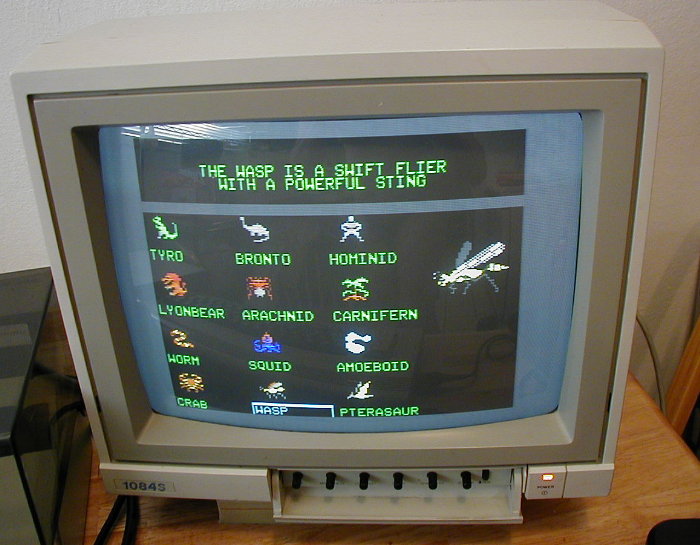 THE WASP IS A SWIFT FLIER
WITH A POWERFUL STING
TYRO BRONTO HOMINID
LYONBEAR ARACHNID CARNIFERN
WORM SQUID AMOEBOID
CRAB WASP PTERASAUR
1084S
POWER